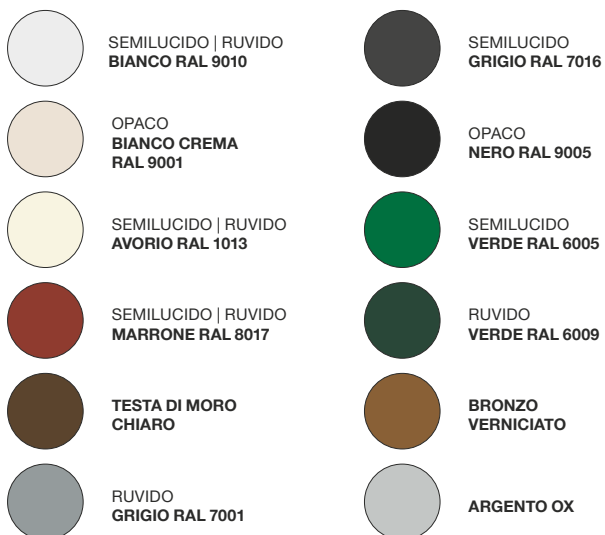 SEMILUCIDO | RUVIDO
BIANCO RAL 9010
OPACO
BIANCO CREMA
RAL 9001
SEMILUCIDO | RUVIDO
AVORIO RAL 1013
SEMILUCIDO | RUVIDO
MARRONE RAL 8017
TESTA DI MORO
CHIARO
RUVIDO
GRIGIO RAL 7001
SEMILUCIDO
GRIGIO RAL 7016
OPACO
NERO RAL 9005
SEMILUCIDO
VERDE RAL 6005
RUVIDO
VERDE RAL 6009
BRONZO
VERNICIATO
ARGENTO OX